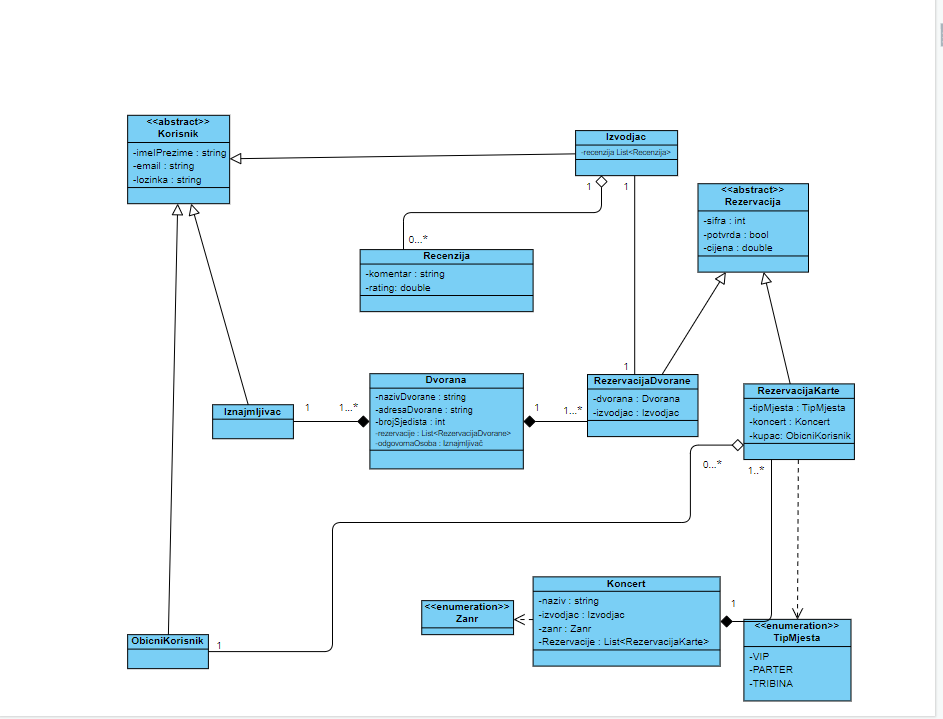 <<abstract>>
Korisnik
-imeIPrezime : string
-email : string
-lozinka : string
Izvodjac
-recenzija List<Recenzija>
1
1
<<abstract>>
Rezervacija
-sifra : int
-potvrda : bool
-cijena : double
0...*
Recenzija
-komentar : string
-rating: double
1
Dvorana
-nazivDvorane : string
-adresaDvorane : string
-brojSjedista : int
-rezervacije : List<RezervacijaDvorane>
-odgovornaOsoba : Iznajmljivač
RezervacijaDvorane
-dvorana : Dvorana
-izvodjac : Izvodjac
RezervacijaKarte
-tipMjesta : TipMjesta
-koncert : Koncert
-kupac: ObicniKorisnik
Iznajmljivac
1
1...*
1
1...*
0...*
1..*
Koncert
-naziv : string
-izvodjac : Izvodjac
-zanr : Zanr
-Rezervacije : List<RezervacijaKarte>
<<enumeration>>
Zanr
1
<<enumeration>>
TipMjesta
-VIP
-PARTER
-TRIBINA
ObicniKorisnik
1